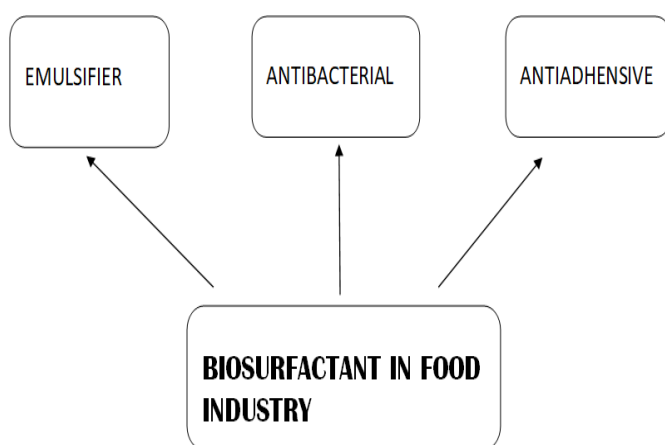 EMULSIFIER
ANTIBACTERIAL
ANTIADHENSIVE
BIOSURFACTANT IN FOOD
INDUSTRY